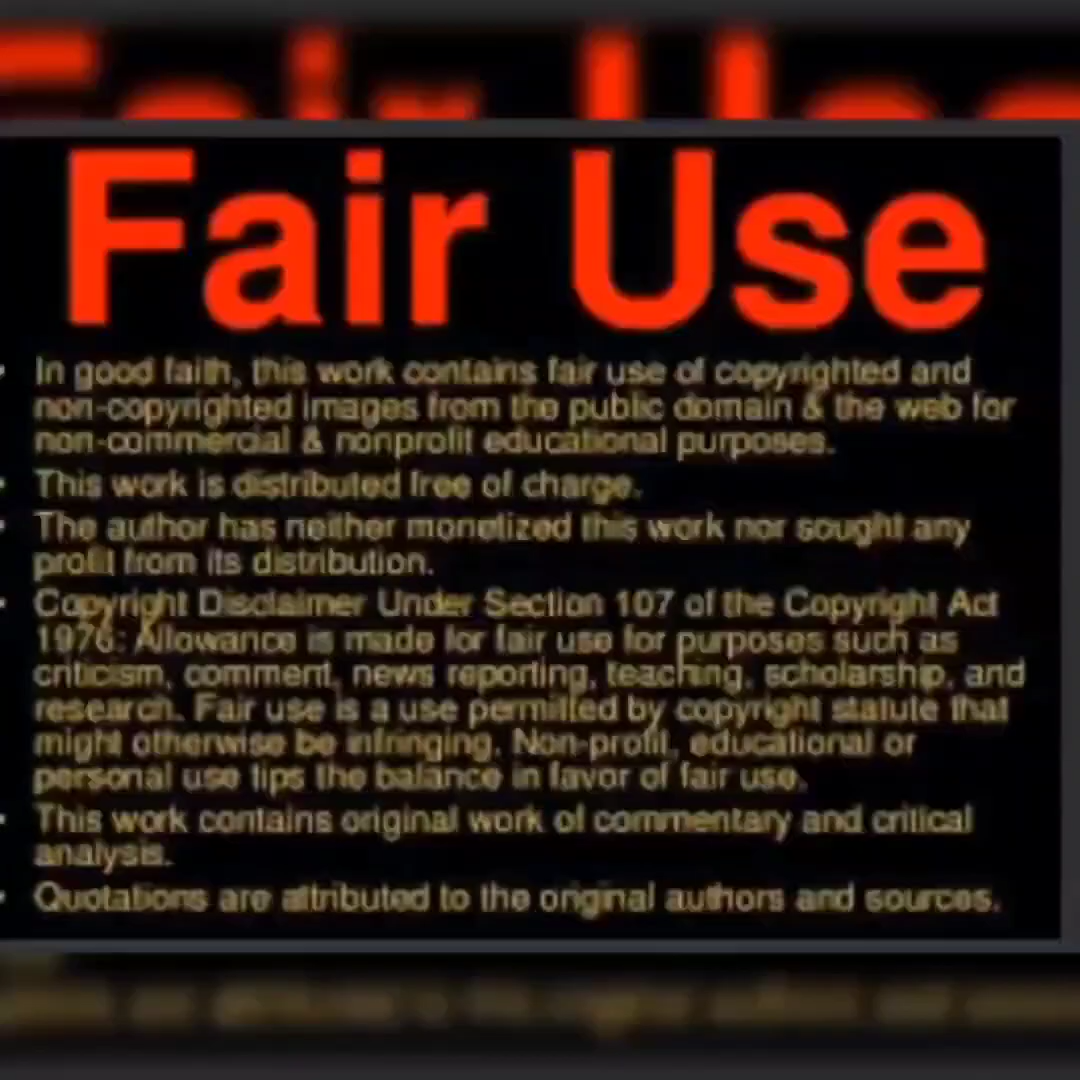 Fair Use
In good faith, this work contains fair use of copyrighted and
non-copyrighted images from the public domain & the web for
non-commercial & nonprofit educational purposes.
This work is distributed free of charge.
The author has neither monetized this work nor sought any
profit from its distribution.
Copyright Disclaimer Under Section 107 of the Copyright Act
1976: Allowance is made for fair use for purposes such as
criticism, comment, news reporting, teaching, scholarship, and
research. Fair use is a use permitted by copyright statute that
might otherwise be infringing. Non-profit, educational or
personal use tips the balance in favor of fair use.
This work contains original work of commentary and critical
analysis.
Quotations are attributed to the original authors and sources.